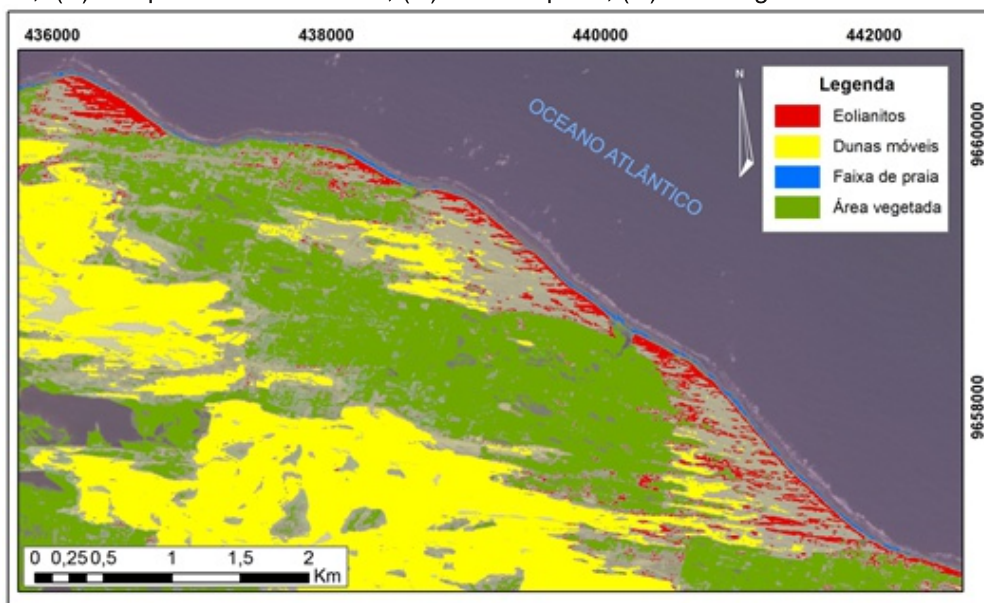 436000 438000 440000 442000
N
OCEANO ATLÂNTICO
Legenda
Eolianitos
Dunas móveis
Faixa de praia
Área vegetada
9660000
9658000
0 0,25 0,5 1 1,5 2
Km